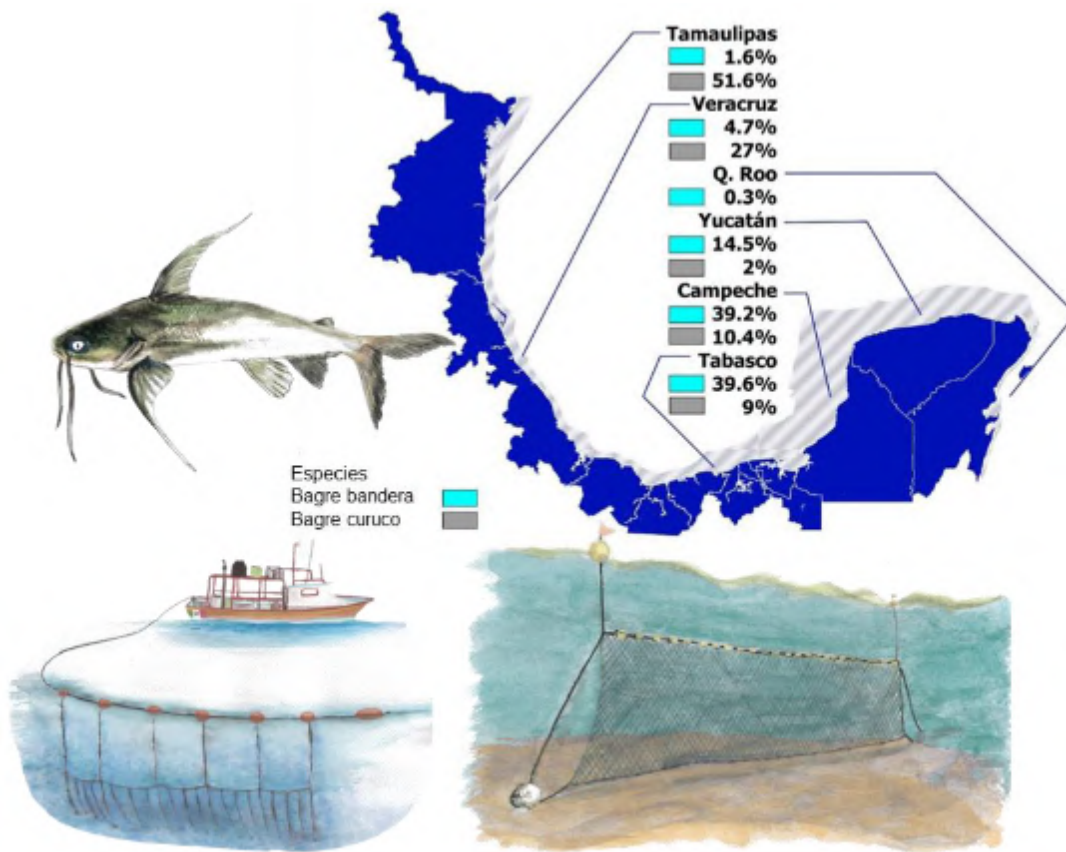 Tamaulipas
1.6%
51.6%
Veracruz
4.7%
27%
Q. Roo
0.3%
Yucatán
14.5%
2%
Campeche
39.2%
10.4%
Tabasco
39.6%
9%
Especies
Bagre bandera
Bagre curuco